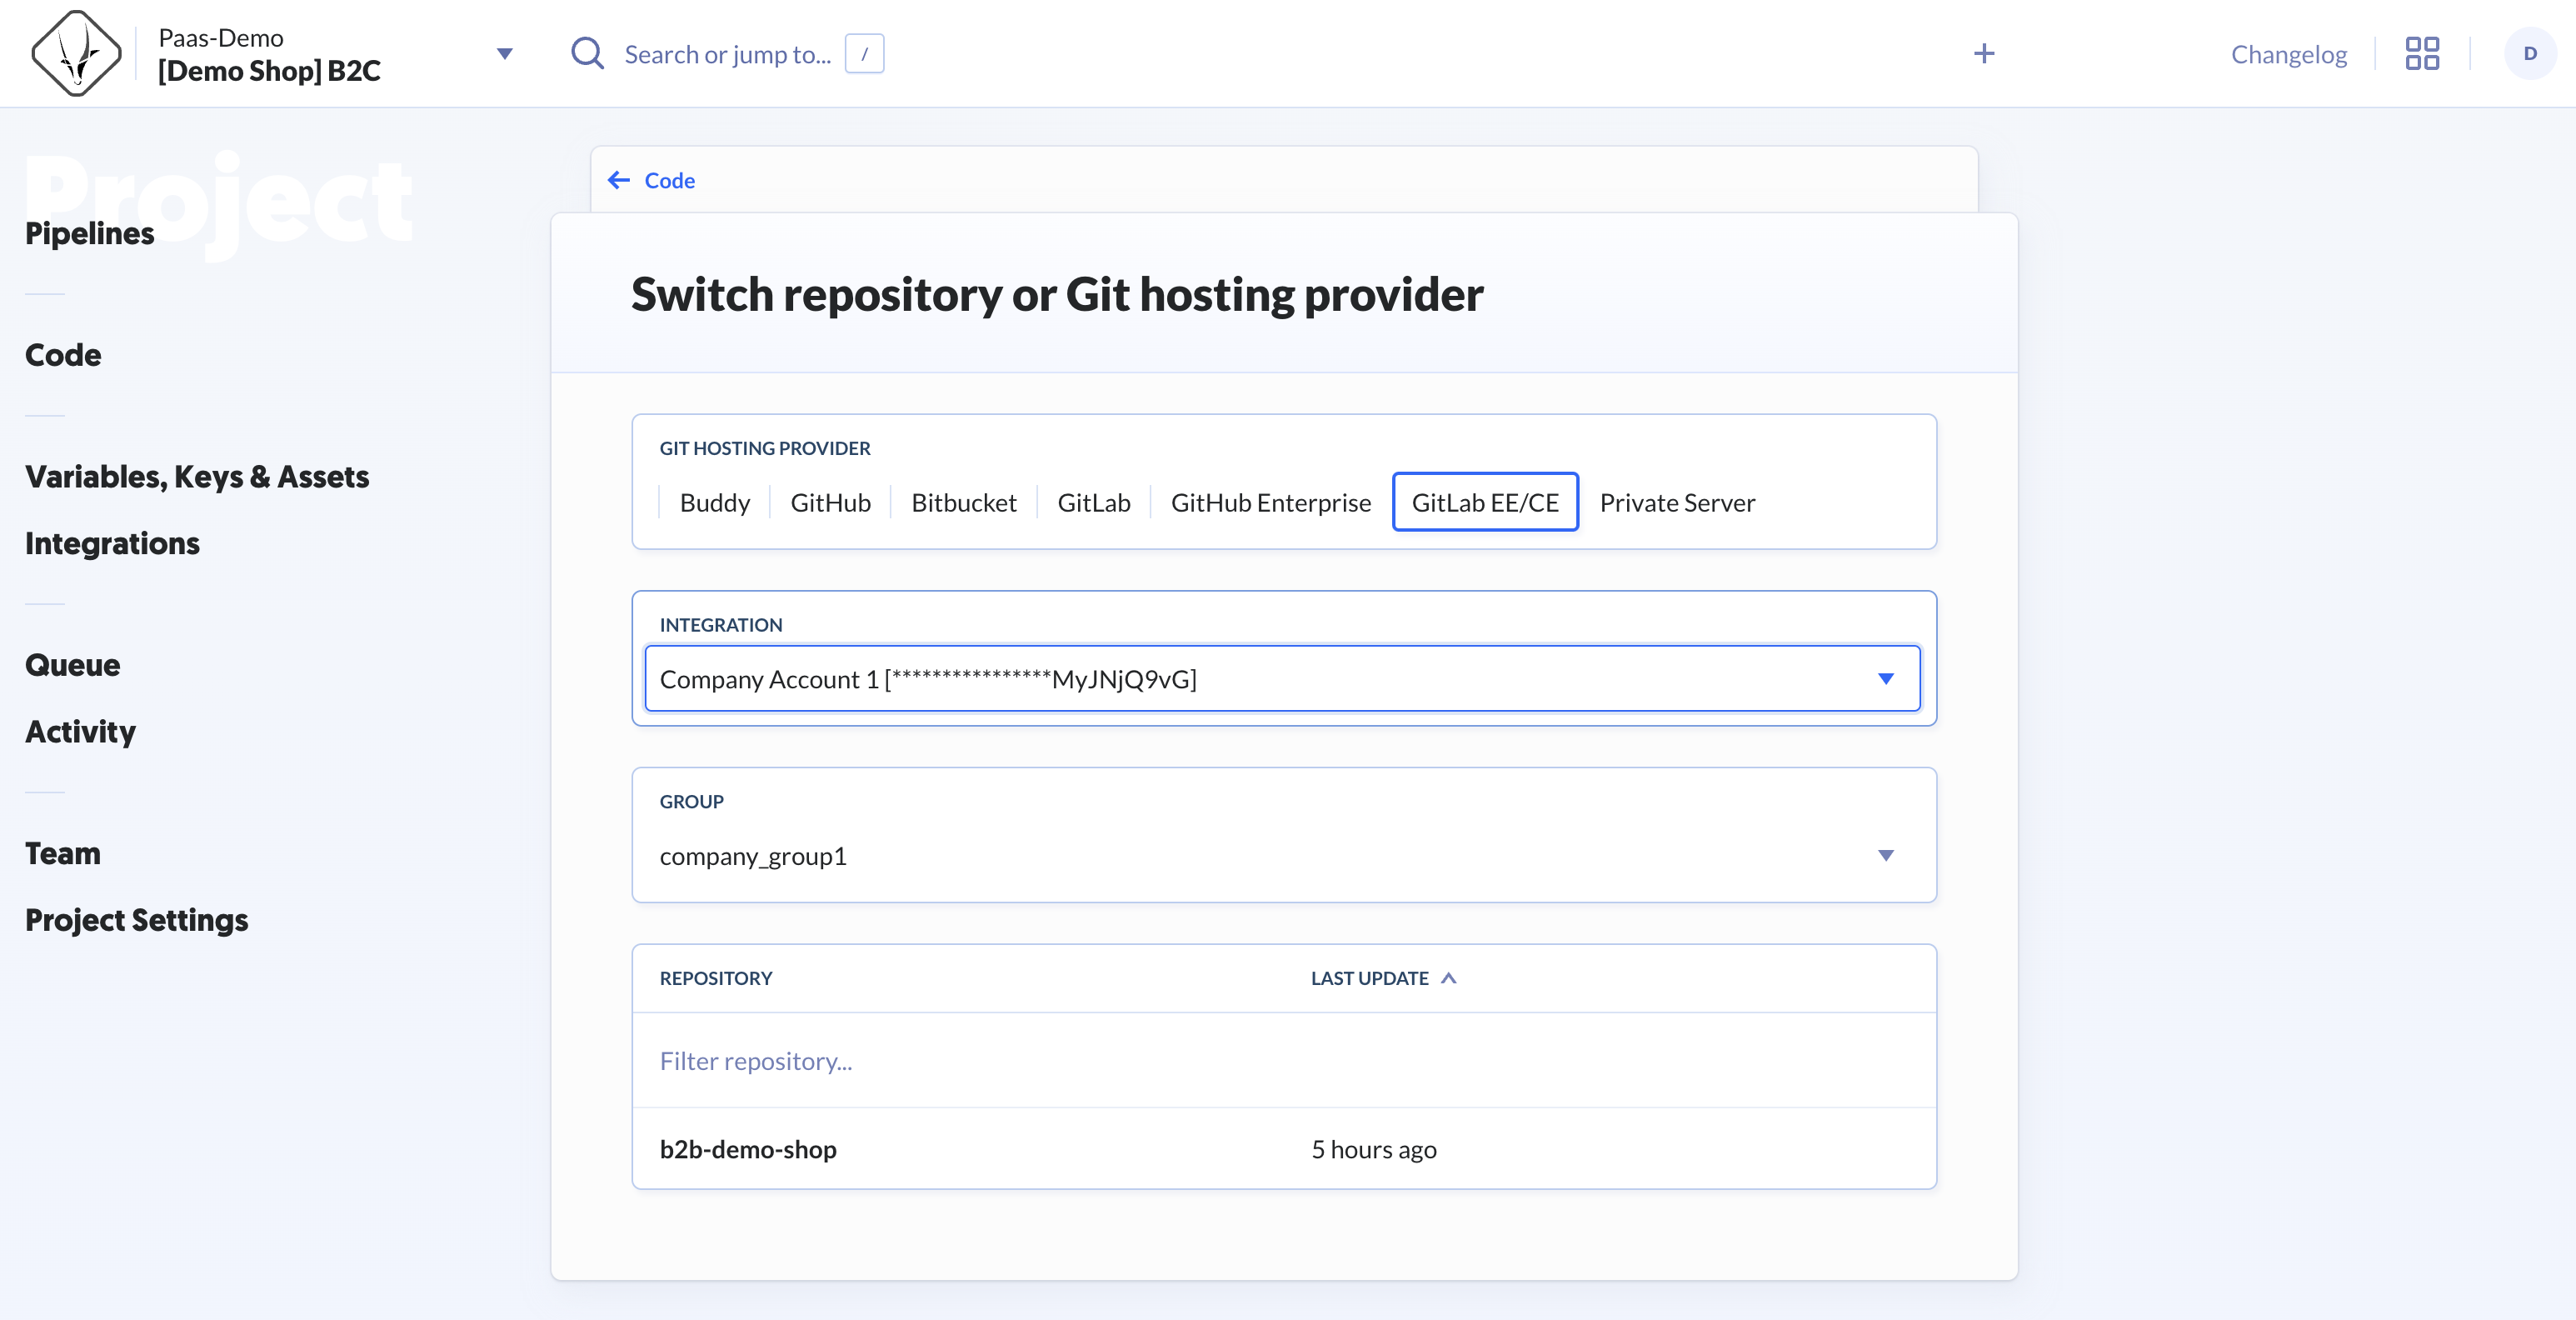 Paas-Demo
[Demo Shop] B2C
Search or jump to... /
+
Changelog
D
Project
Pipelines
Code
Variables, Keys & Assets
Integrations
Queue
Activity
Team
Project Settings
Code
Switch repository or Git hosting provider
GIT HOSTING PROVIDER
Buddy GitHub Bitbucket GitLab GitHub Enterprise GitLab EE/CE Private Server
INTEGRATION
Company Account 1 [****************MyJNjQ9vG]
GROUP
company_group1
REPOSITORY LAST UPDATE
Filter repository...
b2b-demo-shop 5 hours ago